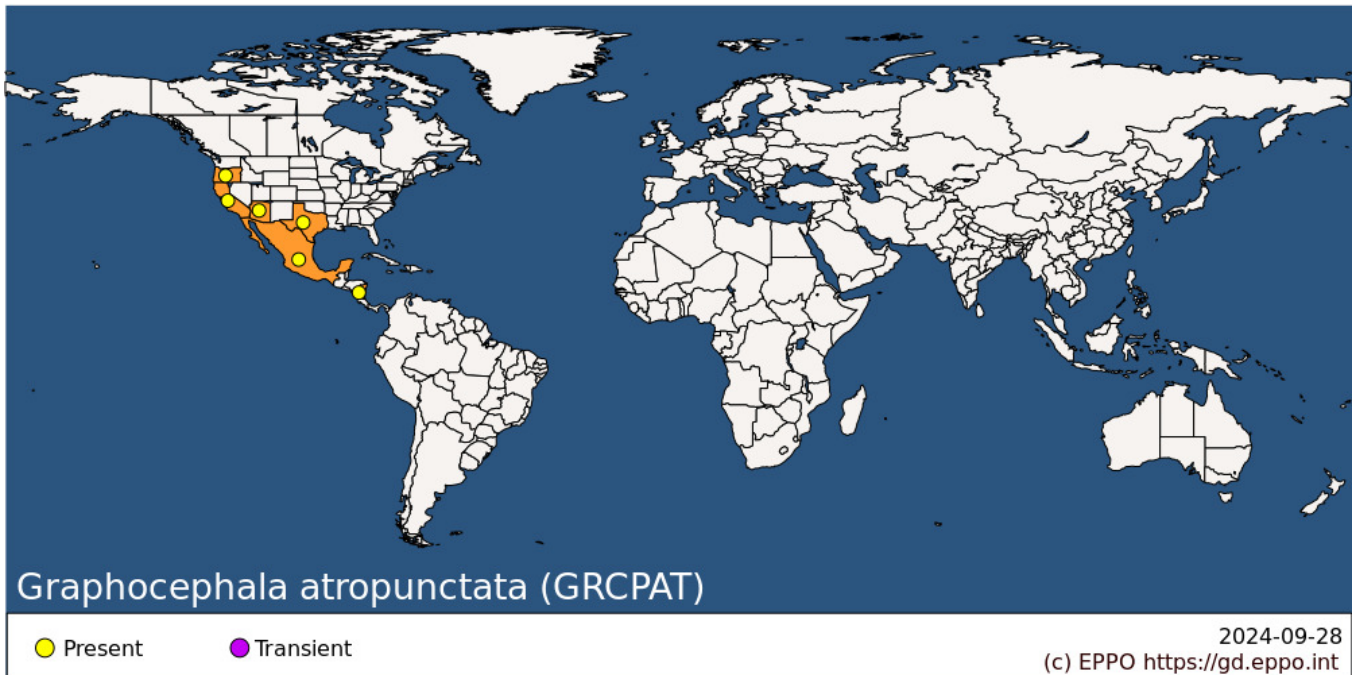 Graphocephala atropunctata (GRCPAT)
Present
Transient
2024-09-28
(c) EPPO https://gd.eppo.int